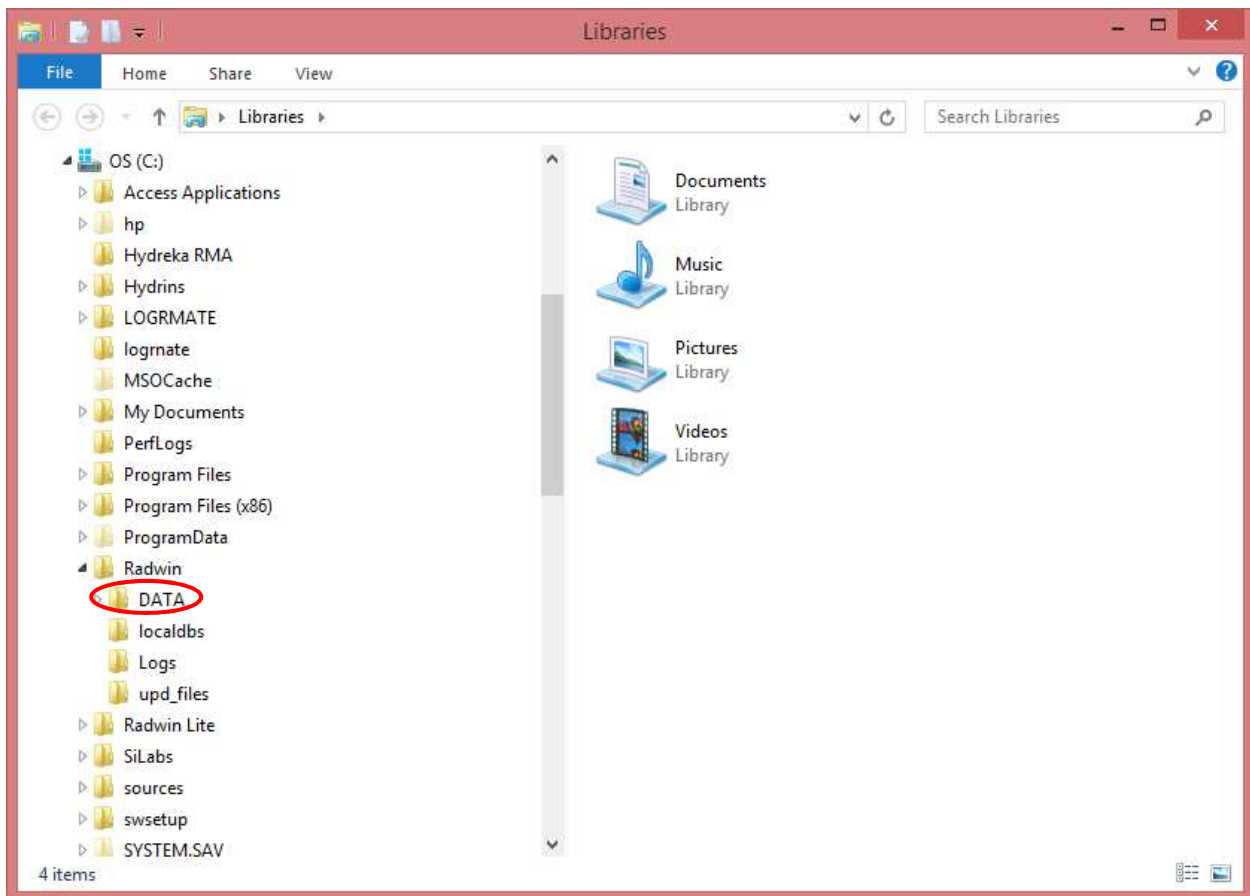 Libraries
File Home Share View
Libraries
Search Libraries
OS (C:)
Access Applications
hp
Hydreka RMA
Hydrins
LOGRMATE
logrnate
MSOCache
My Documents
PerfLogs
Program Files
Program Files (x86)
ProgramData
Radwin
DATA
localdbs
Logs
upd_files
Radwin Lite
SiLabs
sources
swsetup
SYSTEM.SAV
Documents
Library
Music
Library
Pictures
Library
Videos
Library
4 items